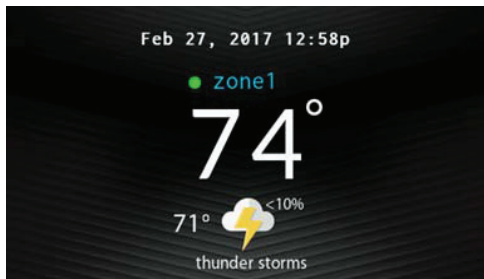 Feb 27, 2017 12:58p
zone1
74°
71° <10%
thunder storms